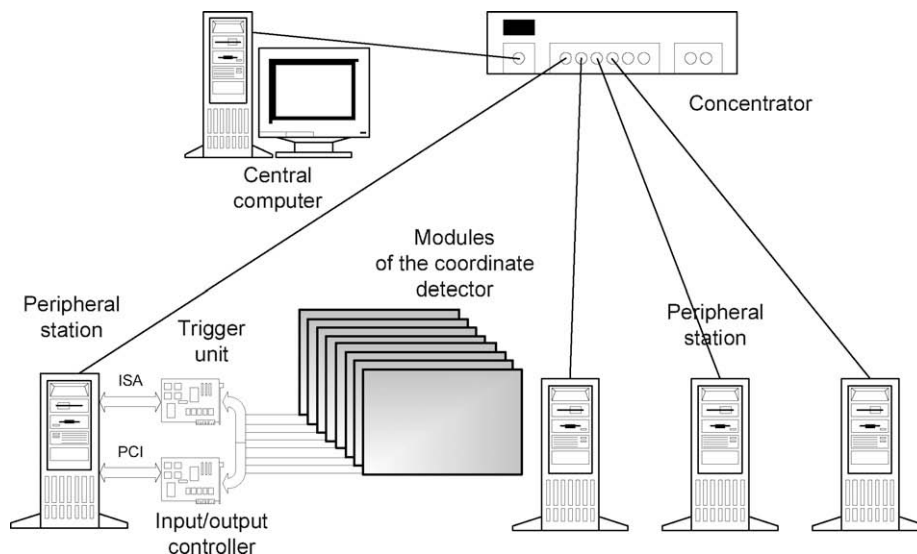 Concentrator
Central
computer
Modules
of the coordinate
detector
Peripheral
station
Trigger
unit
Peripheral
station
ISA
PCI
Input/output
controller